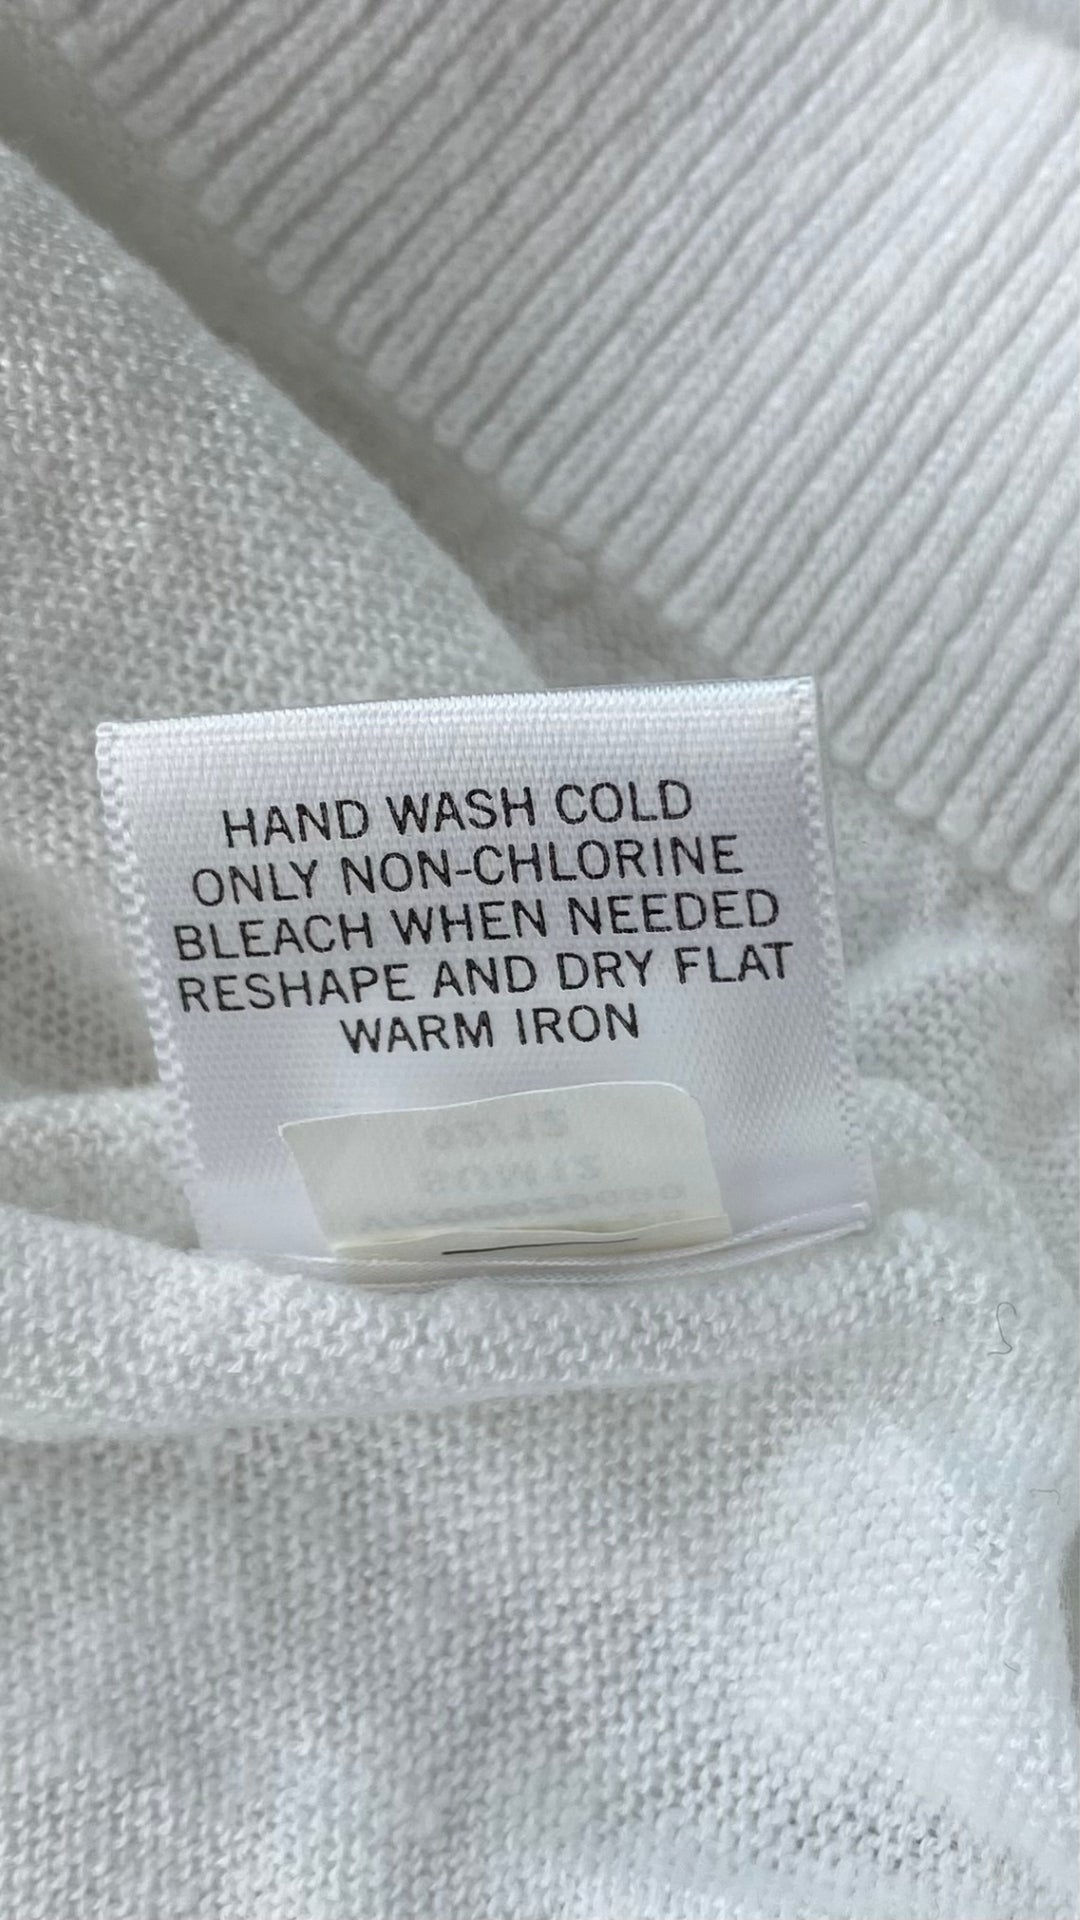 HAND WASH COLD
ONLY NON-CHLORINE
BLEACH WHEN NEEDED
RESHAPE AND DRY FLAT
WARM IRON